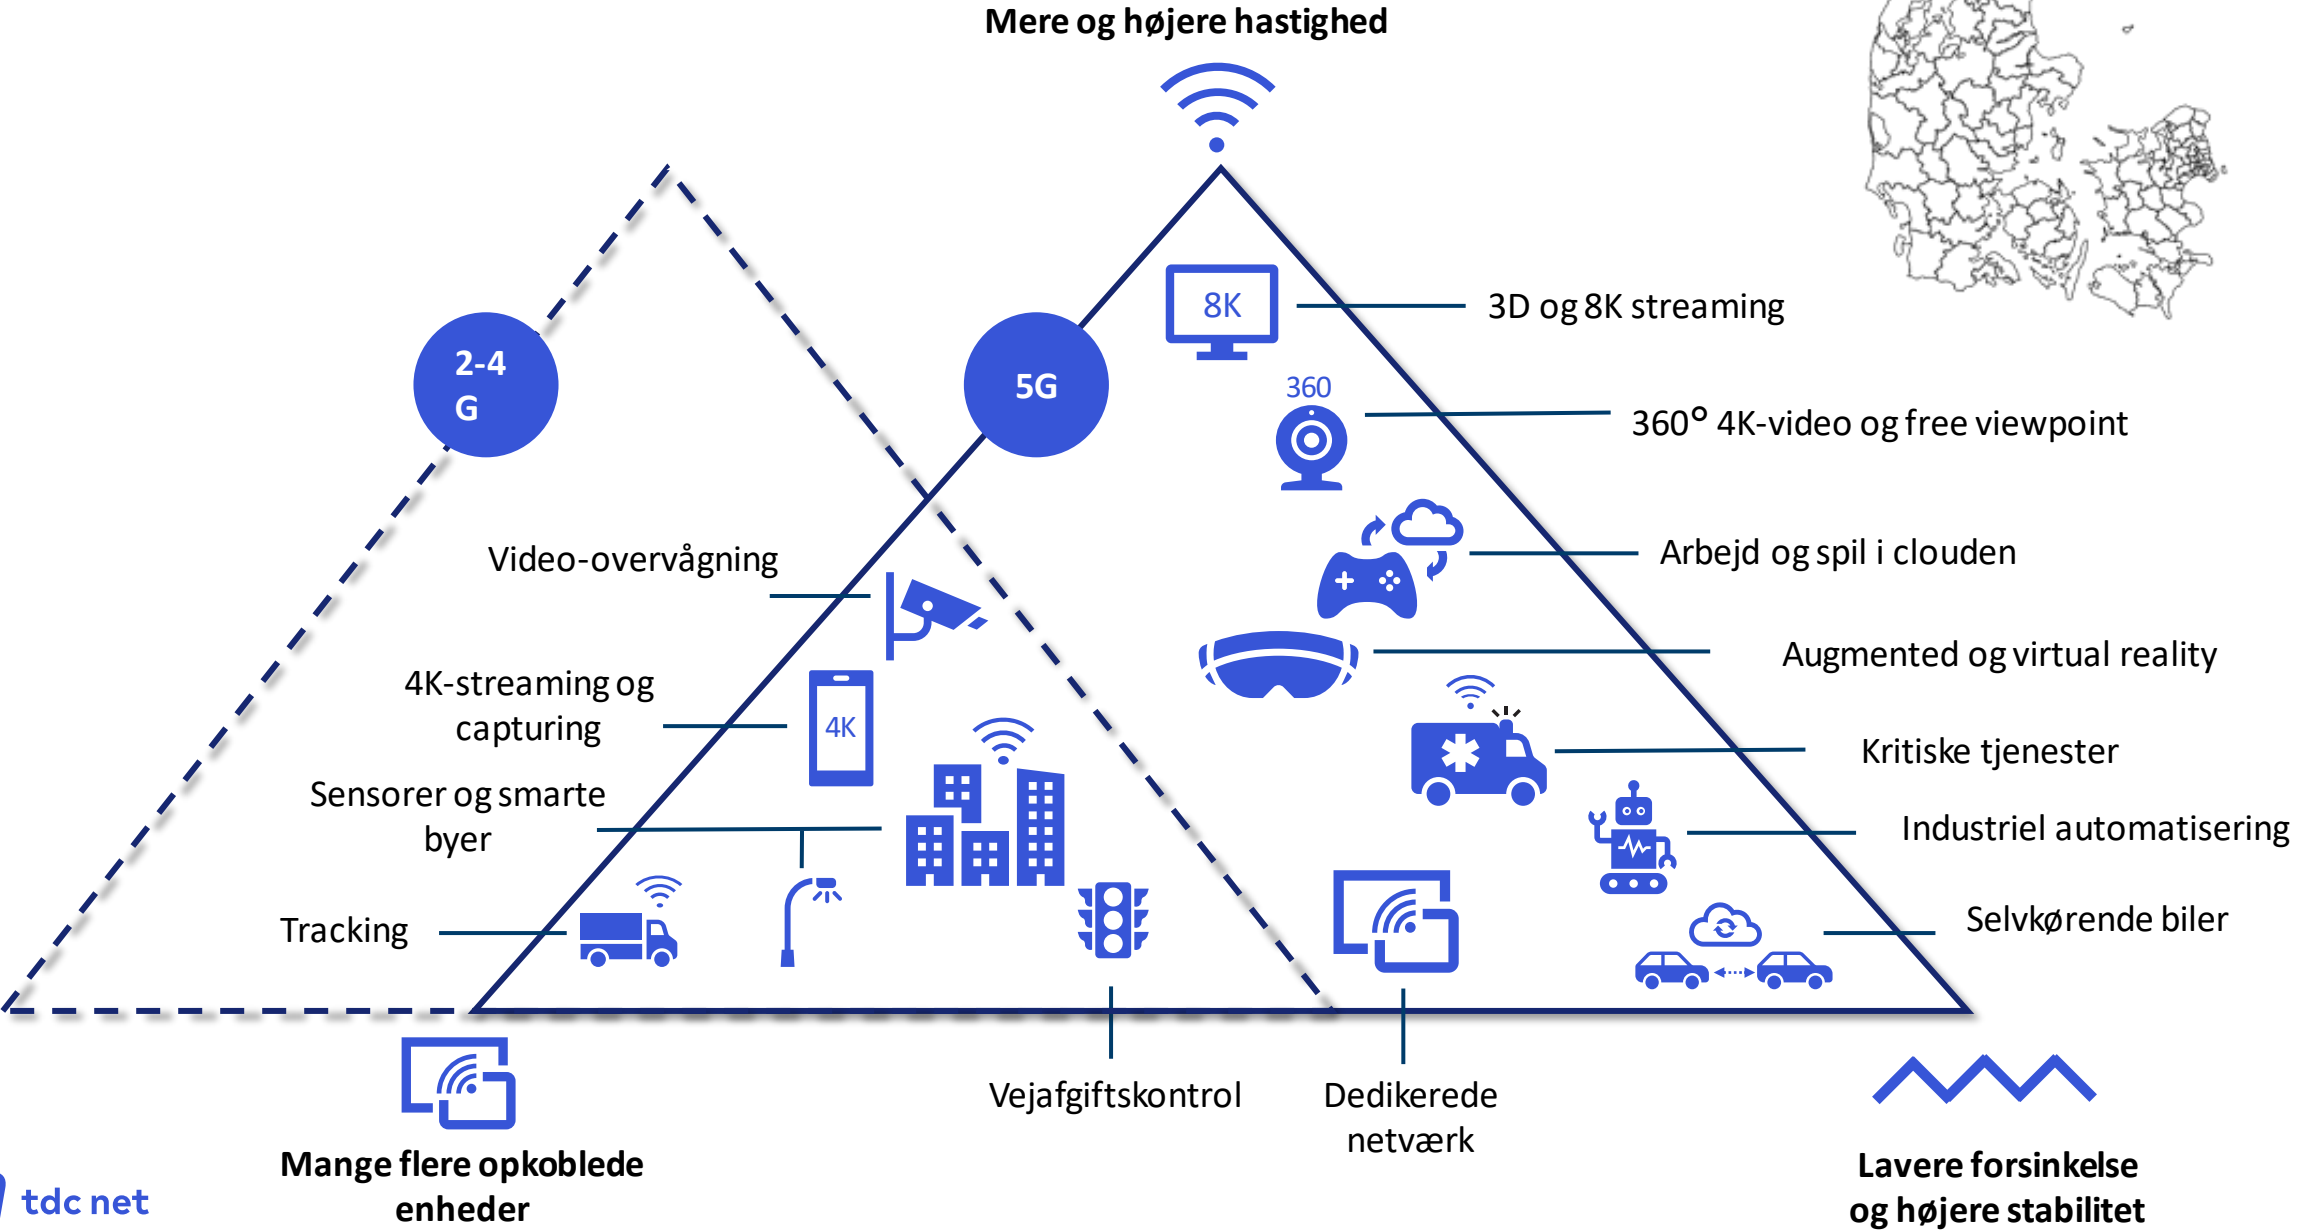 Mere og højere hastighed
2-4
G
5G
8K
3D og 8K streaming
360
360° 4K-video og free viewpoint
Video-overvågning
Arbejd og spil i clouden
4K-streaming og
capturing
4K
Augmented og virtual reality
Kritiske tjenester
Sensorer og smarte
byer
Industriel automatisering
Tracking
Selvkørende biler
Vejafgiftskontrol
Dedikerede
netværk
Mange flere opkoblede
enheder
Lavere forsinkelse
og højere stabilitet
tdc net